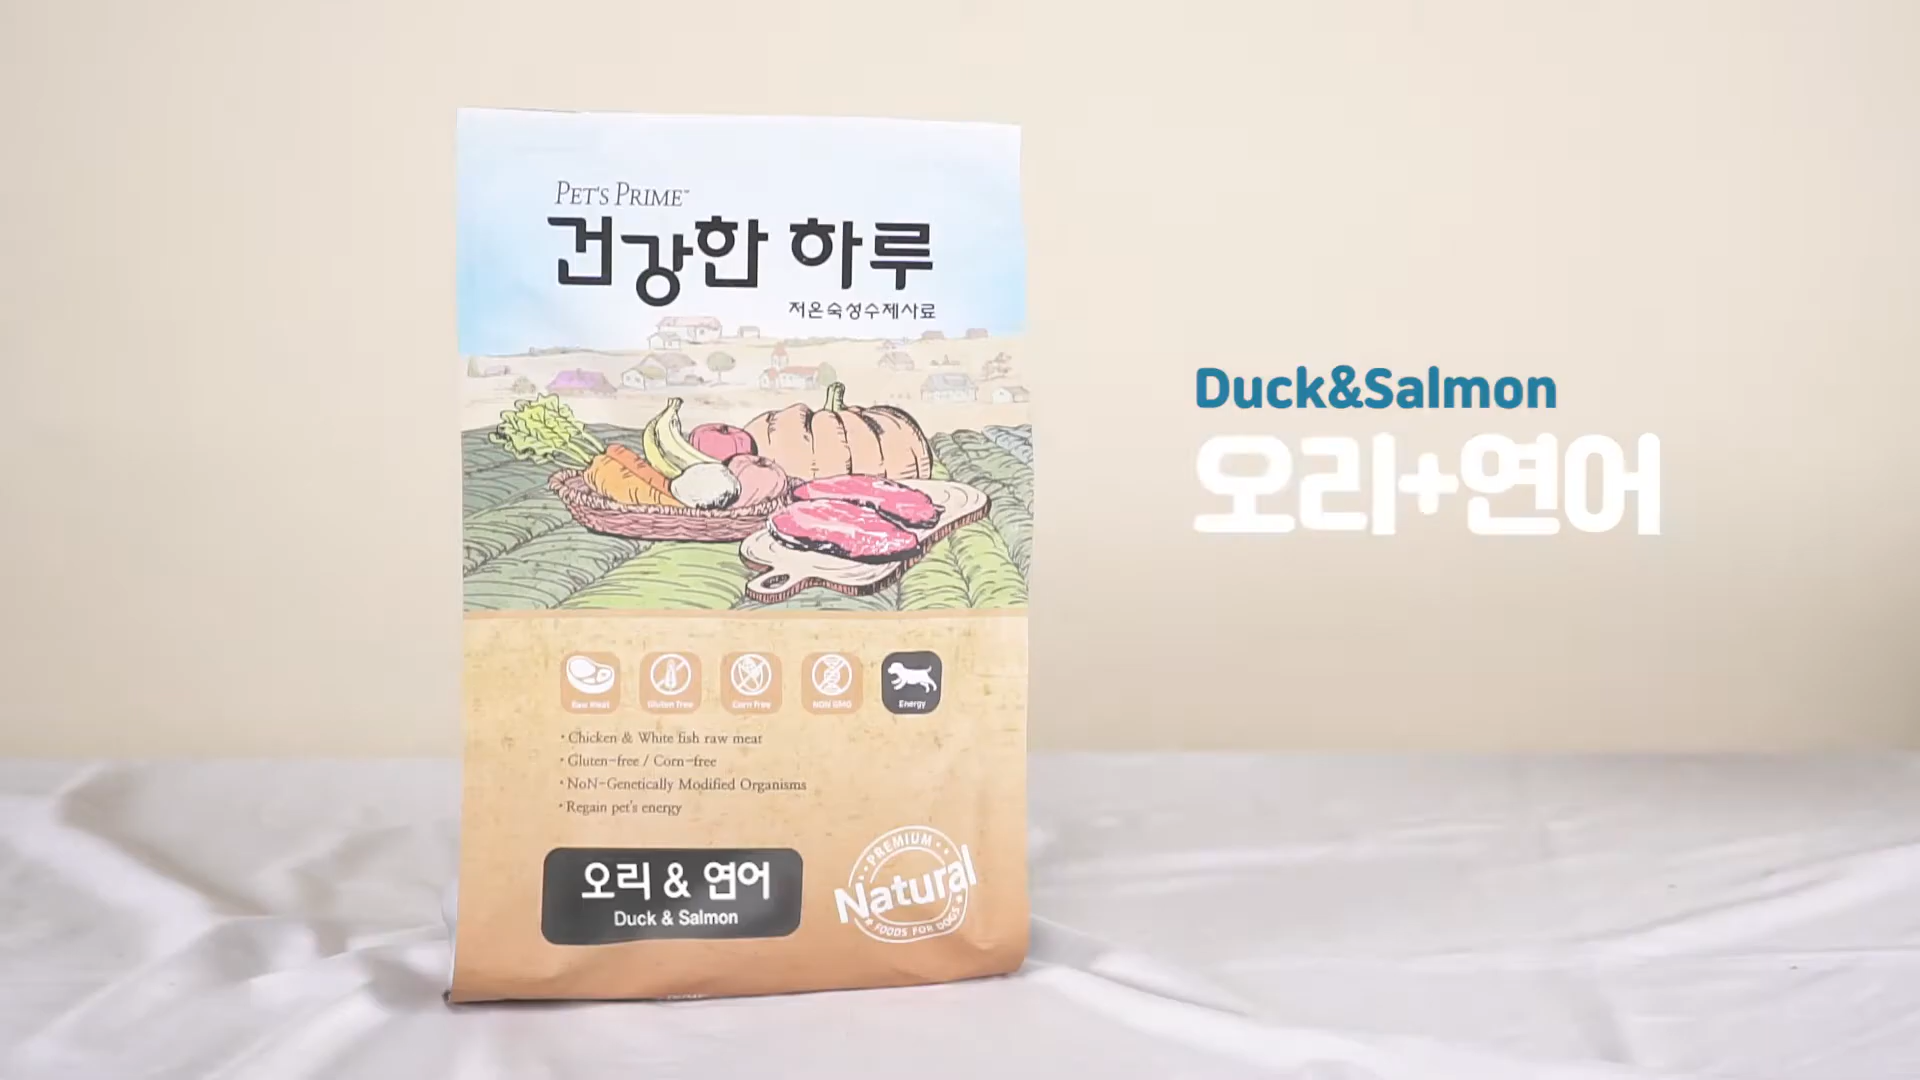 PET'S PRIME™
건강한 하루
저온숙성수제사료
Raw meat
Gluten free
Corn free
NON GMO
Energy
· Chicken & White fish raw meat
· Gluten-free / Corn-free
· NoN-Genetically Modified Organisms
· Regain pet's energy
오리 & 연어
Duck & Salmon
PREMIUM
Natural
FOODS FOR DOGS
Duck&Salmon
오리+연어